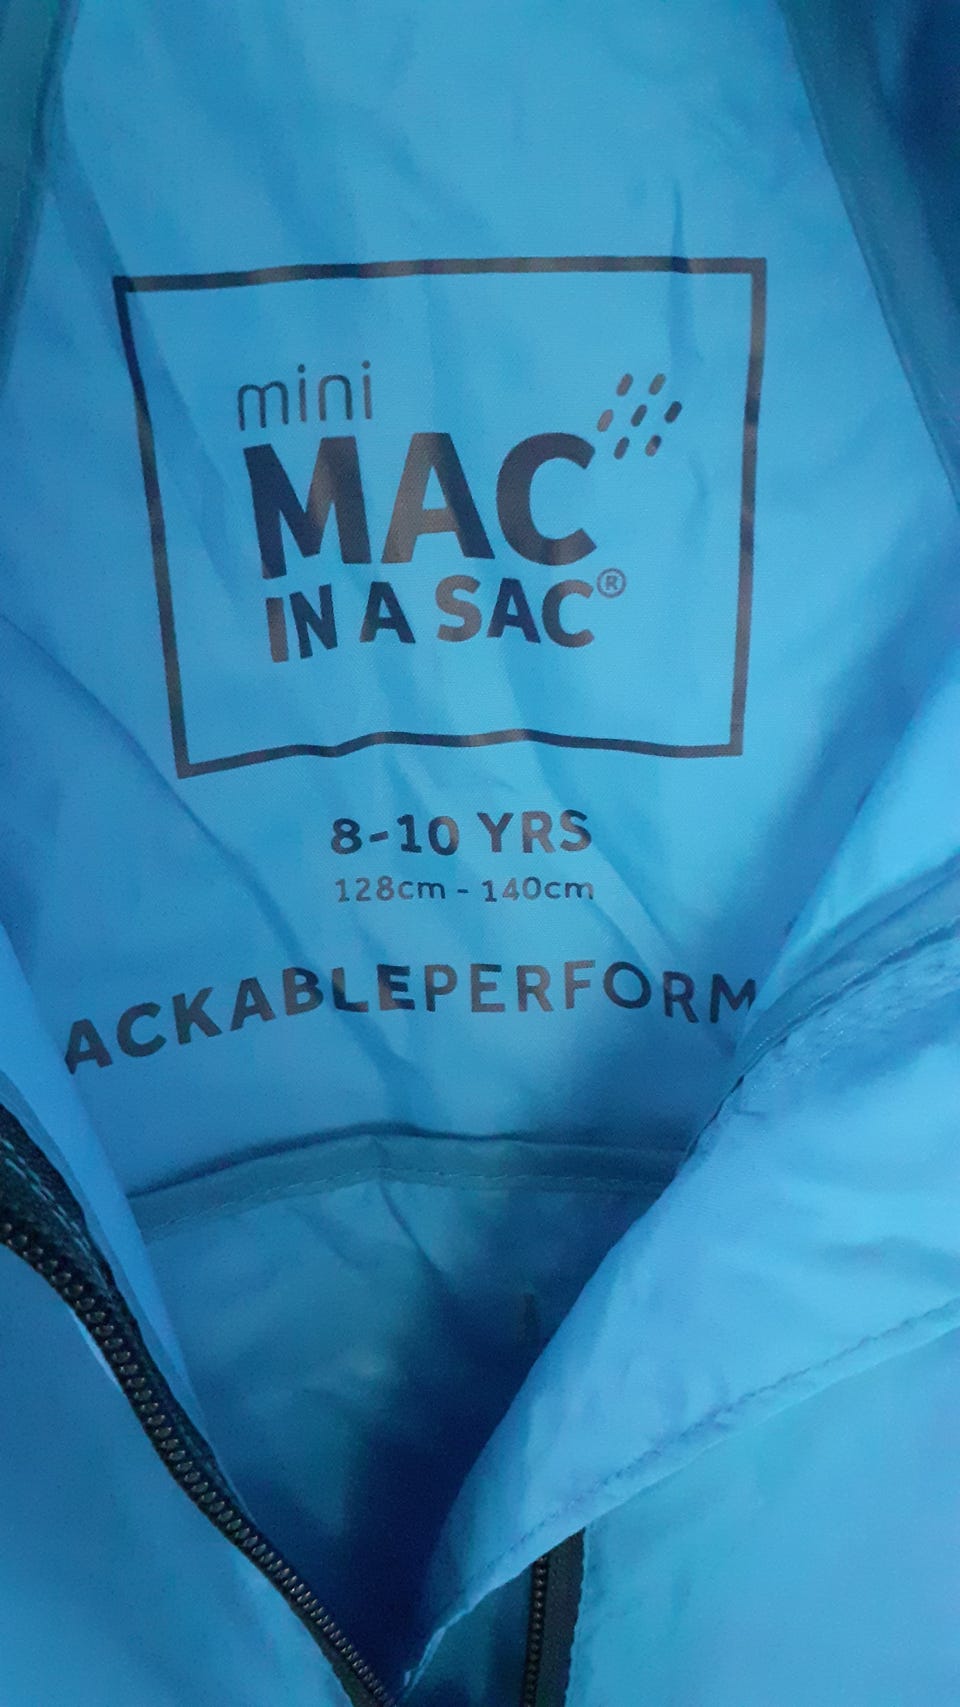 mini
MAC
IN A SAC®
8-10 YRS
128cm - 140cm
ACKABLEPERFORM